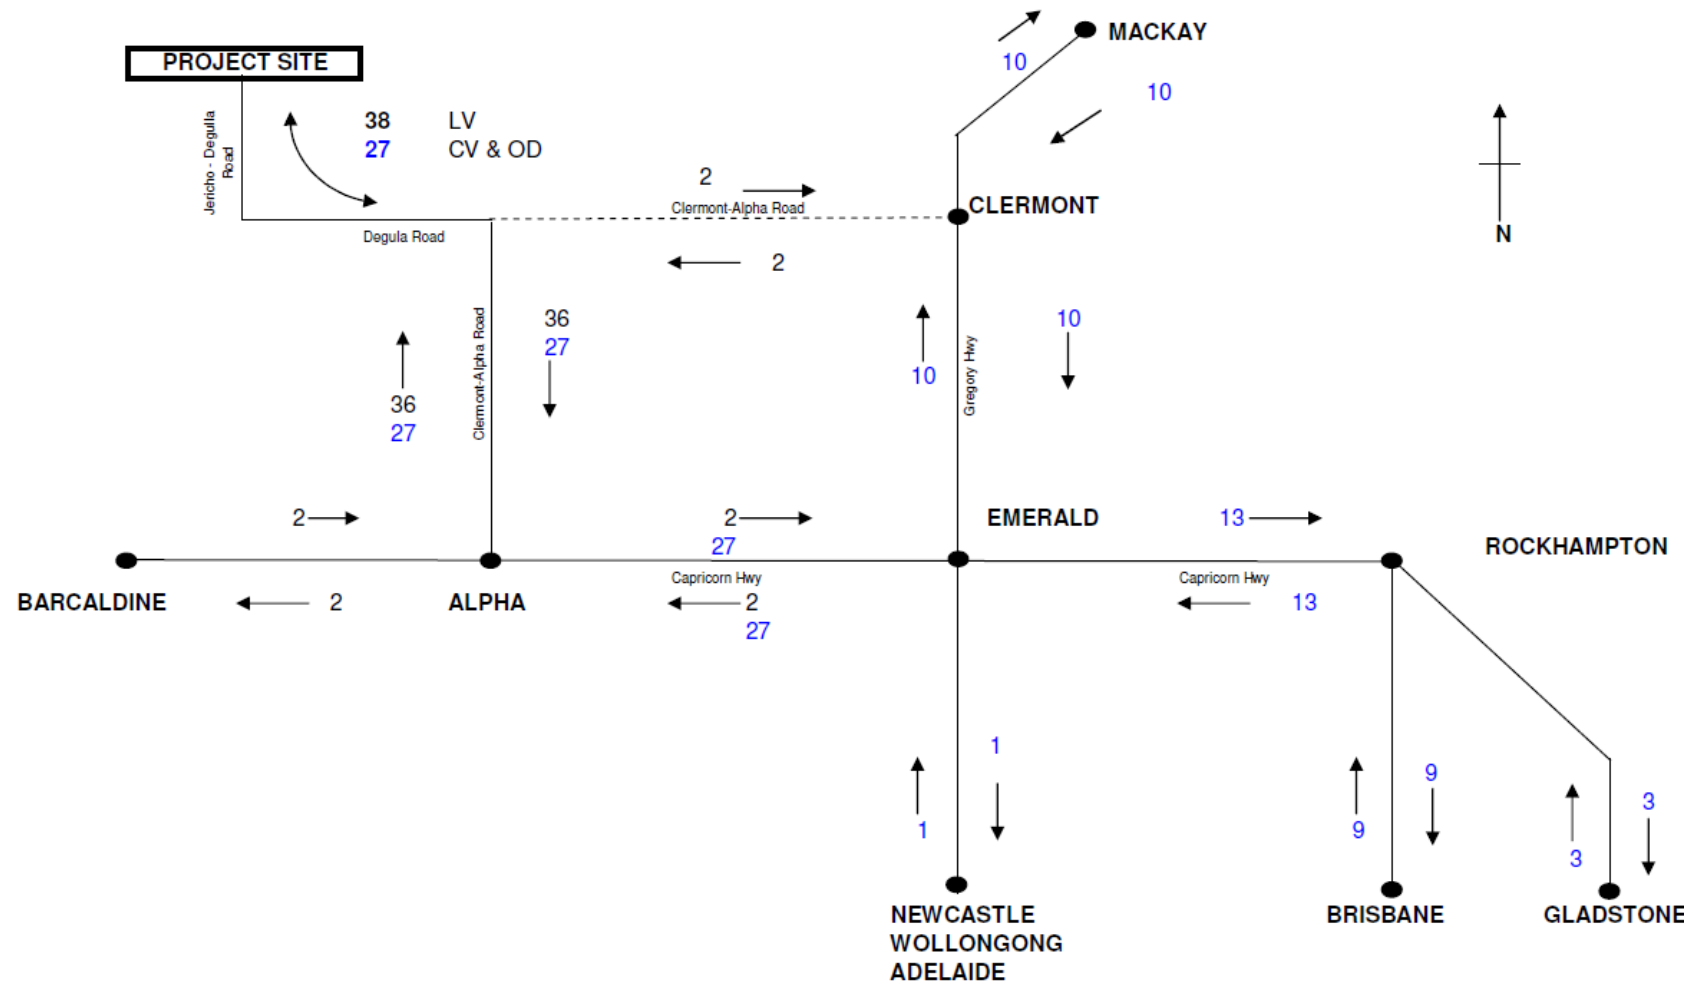 MACKAY
10
10
PROJECT SITE
38 LV
27 CV & OD
Jericho - Degulla
Road
2
Clermont-Alpha Road
CLERMONT
Degula Road
2
N
36
27
Clermont-Alpha Road
36
27
10
Gregory Hwy
10
2
2
27
EMERALD
13
ROCKHAMPTON
Capricorn Hwy
Capricorn Hwy
BARCALDINE
2
ALPHA
2
27
13
1
1
9
9
3
3
NEWCASTLE
WOLLONGONG
ADELAIDE
BRISBANE
GLADSTONE